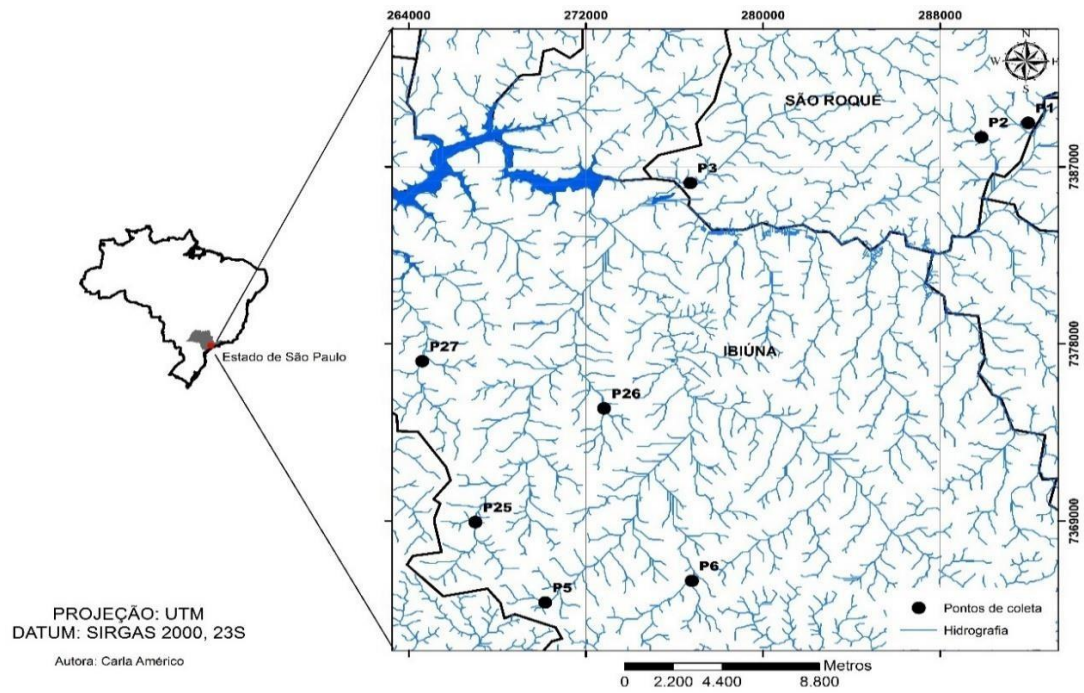 264000 272000 280000 288000
N
W E
S
SÃO ROQUE
P1
P2
7387000
P3
7378000
IBIÚNA
P27
Estado de São Paulo
P26
7369000
P25
P6
P5
PROJEÇÃO: UTM
DATUM: SIRGAS 2000, 23S
Autora: Carla Américo
Pontos de coleta
Hidrografia
Metros
0 2.200 4.400 8.800